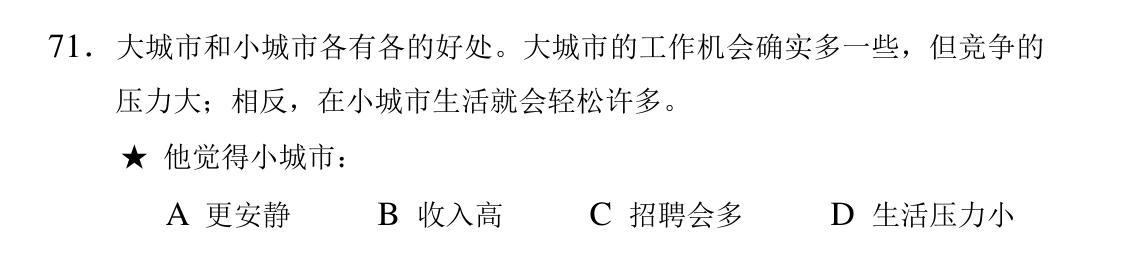 71. 大城市和小城市各有各的好处。大城市的工作机会确实多一些，但竞争的
压力大；相反，在小城市生活就会轻松许多。
★ 他觉得小城市：
A 更安静 B 收入高 C 招聘会多 D 生活压力小